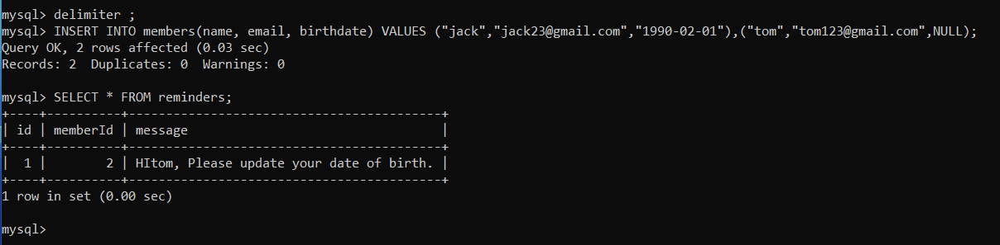 mysql> delimiter ;
mysql> INSERT INTO members(name, email, birthdate) VALUES ("jack","jack23@gmail.com","1990-02-01"),("tom","tom123@gmail.com",NULL);
Query OK, 2 rows affected (0.03 sec)
Records: 2  Duplicates: 0  Warnings: 0

mysql> SELECT * FROM reminders;
+----+----------+------------------------------------------+
| id | memberId | message                                  |
+----+----------+------------------------------------------+
|  1 |        2 | HItom, Please update your date of birth. |
+----+----------+------------------------------------------+
1 row in set (0.00 sec)

mysql>